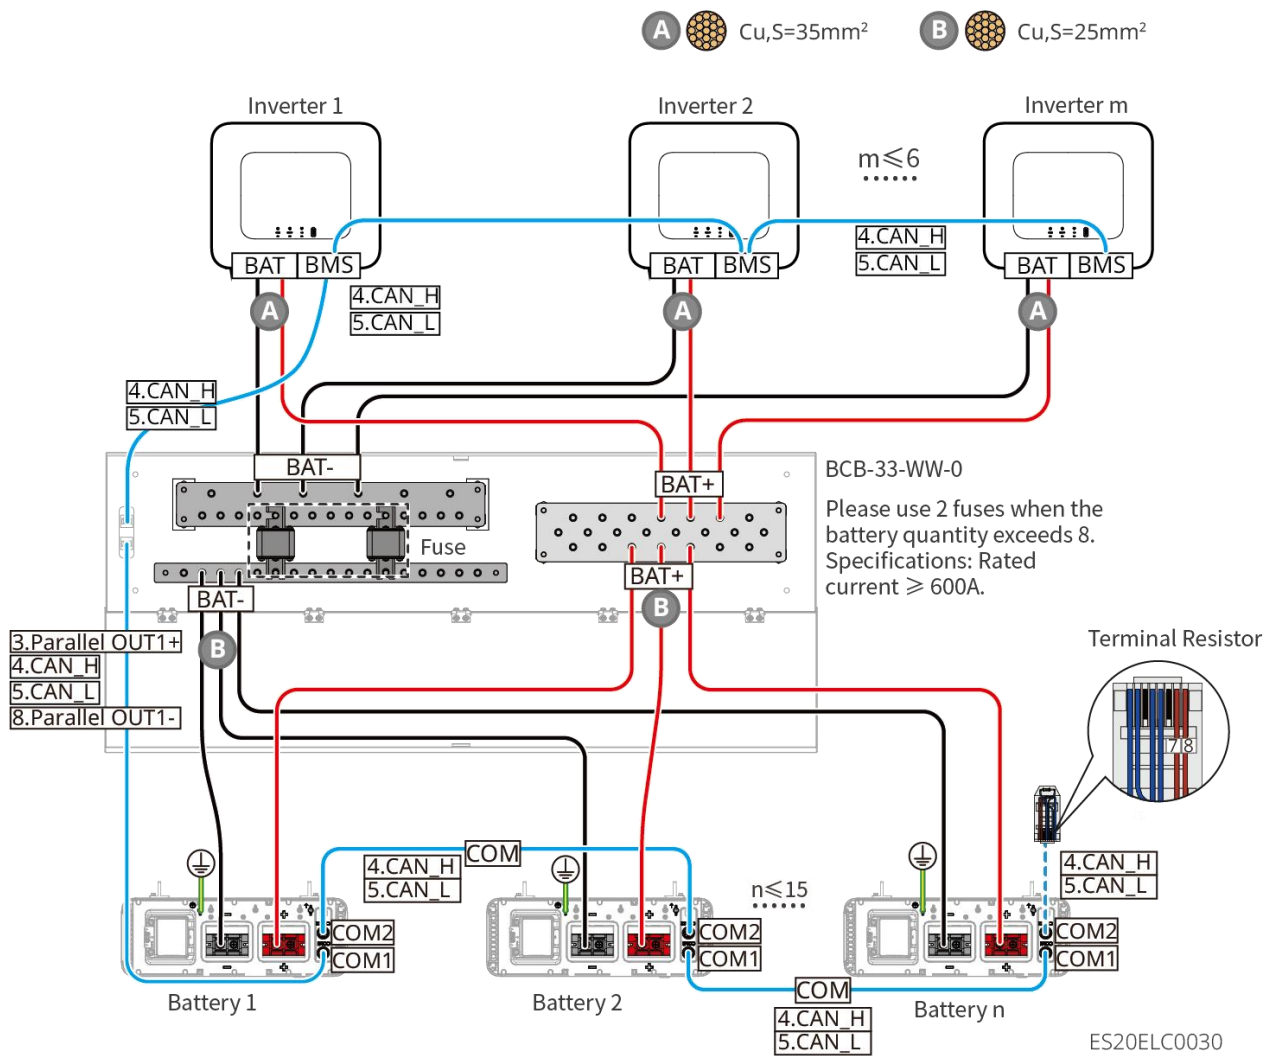 A Cu,S=35mm²
B Cu,S=25mm²
Inverter 1
Inverter 2
Inverter m
m≤6
BAT BMS
BAT BMS
BAT BMS
4.CAN_H
5.CAN_L
A
A
A
4.CAN_H
5.CAN_L
4.CAN_H
5.CAN_L
BAT-
BAT+
BCB-33-WW-0
Please use 2 fuses when the
battery quantity exceeds 8.
Specifications: Rated
current ≥ 600A.
Fuse
BAT-
BAT+
B
B
3.Parallel OUT1+
4.CAN_H
5.CAN_L
8.Parallel OUT1-
Terminal Resistor
7 8
COM
4.CAN_H
5.CAN_L
n≤15
4.CAN_H
5.CAN_L
COM2
COM1
COM2
COM1
COM2
COM1
Battery 1
Battery 2
Battery n
COM
4.CAN_H
5.CAN_L
ES20ELC0030